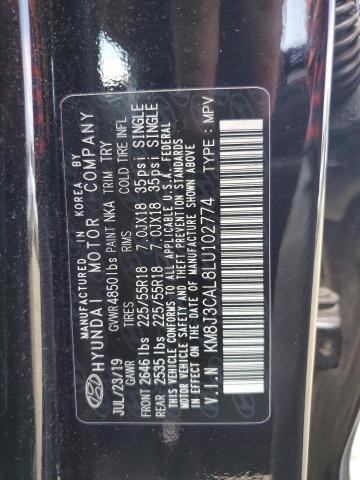 MANUFACTURED IN KOREA BY
HYUNDAI MOTOR COMPANY
JUL/23/19 GVWR 4850lbs PAINT NKA TRIM TRY
GAWR TIRES RIMS COLD TIRE INFL
FRONT 2646 lbs 225/55R18 7.0JX18 35psi SINGLE
REAR 2535 lbs 225/55R18 7.0JX18 35psi SINGLE
THIS VEHICLE CONFORMS TO ALL APPLICABLE U.S.A. FEDERAL
MOTOR VEHICLE SAFETY, BUMPER, AND THEFT PREVENTION STANDARDS
IN EFFECT ON THE DATE OF MANUFACTURE SHOWN ABOVE.
V.I.N : KM8J3CAL8LU102774 TYPE : MPV